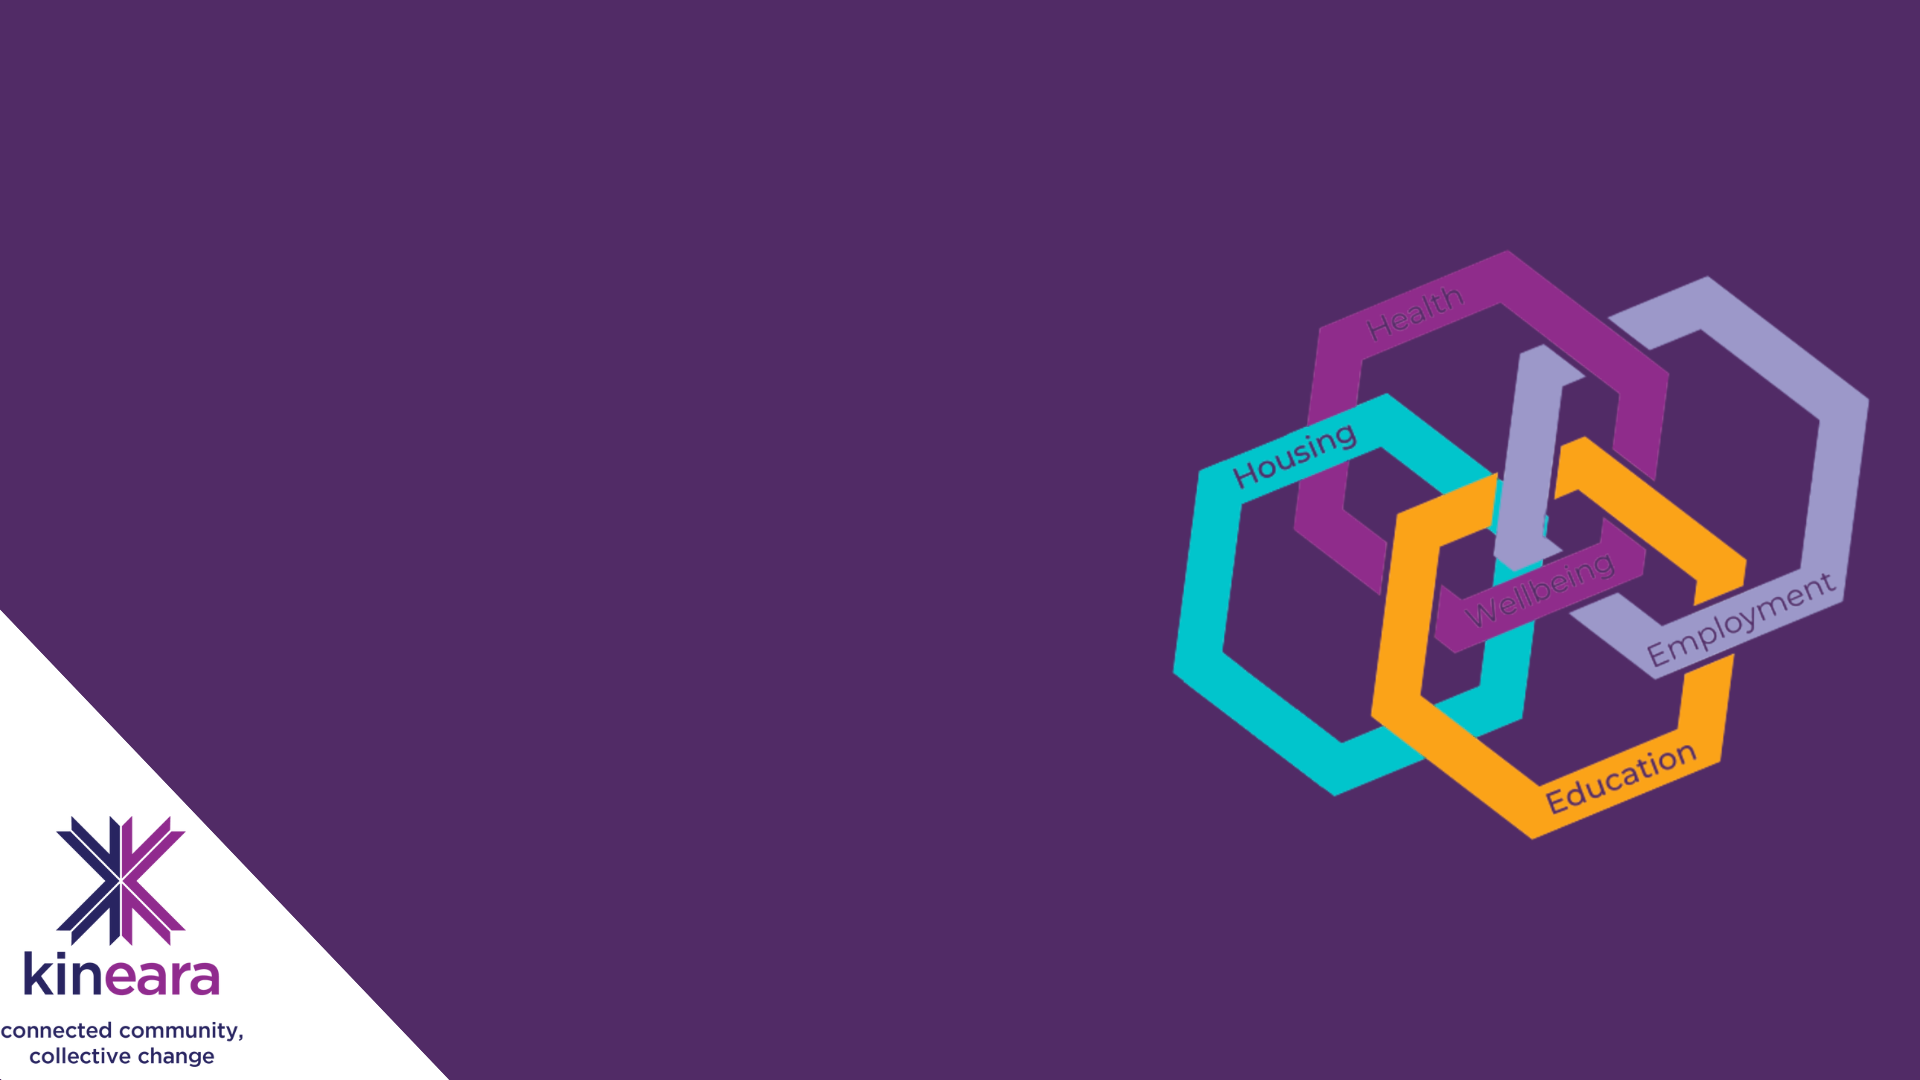 Health
Housing
Wellbeing
Employment
Education
kineara
connected community,
collective change